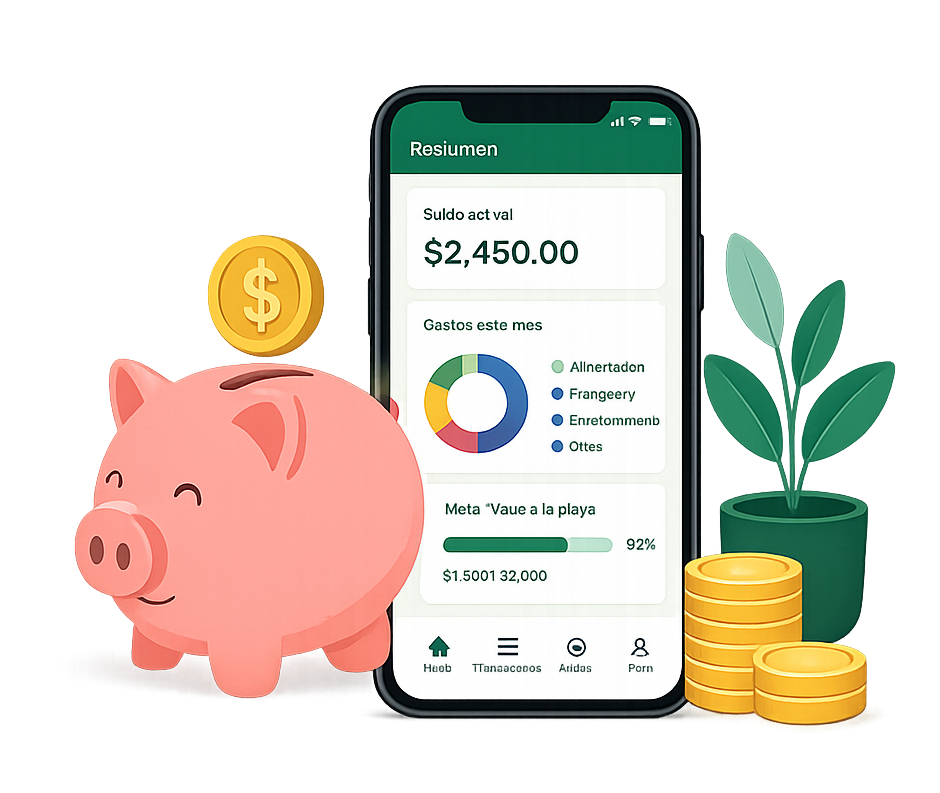 $
Resiumen
Suldo act val
$2,450.00
Gastos este mes
Allnertadon
Frangeery
Enretommenb
Ottes
Meta "Vaue a la playa
92%
$1.5001 32,000
Heeb
TTanaaceoos
Aridas
Porn